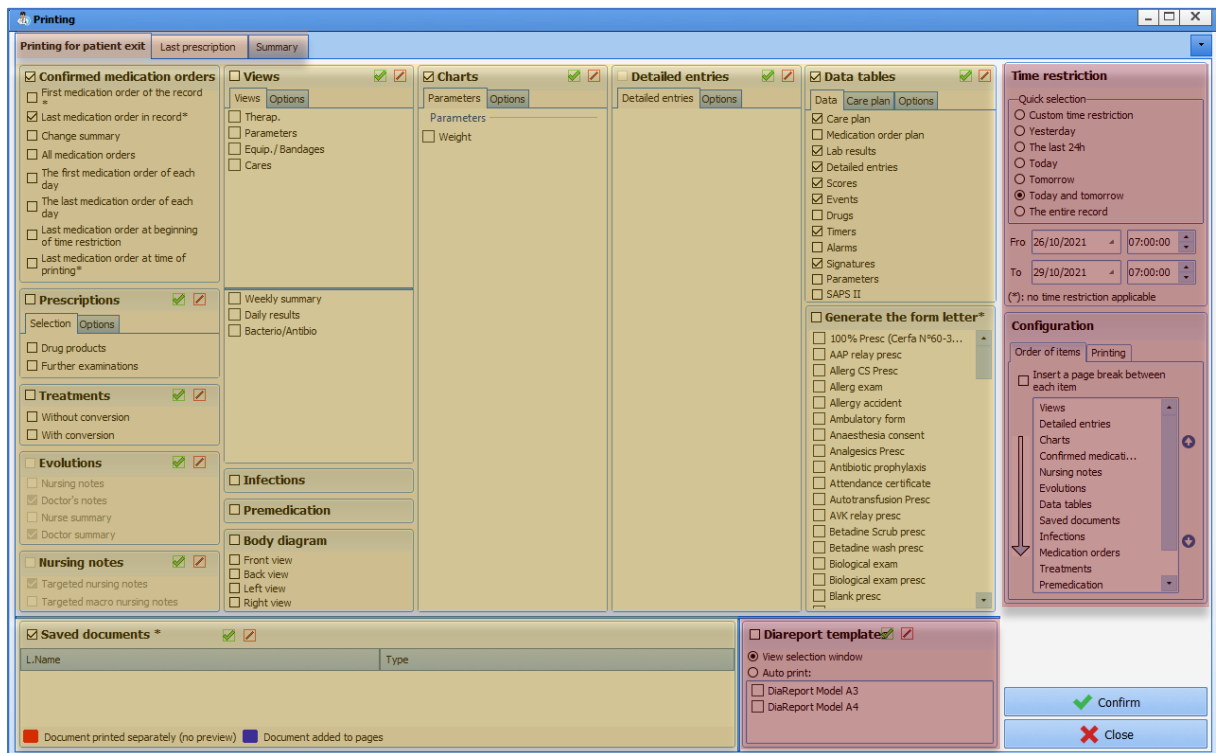 Printing
Printing for patient exit
Last prescription
Summary
Confirmed medication orders
First medication order of the record
*
Last medication order in record*
Change summary
All medication orders
The first medication order of each
day
The last medication order of each
day
Last medication order at beginning
of time restriction
Last medication order at time of
printing*
Prescriptions
Selection Options
Drug products
Further examinations
Treatments
Without conversion
With conversion
Evolutions
Nursing notes
Doctor's notes
Nurse summary
Doctor summary
Nursing notes
Targeted nursing notes
Targeted macro nursing notes
Views
Views Options
Therap.
Parameters
Equip./ Bandages
Cares
Weekly summary
Daily results
Bacterio/Antibio
Infections
Premedication
Body diagram
Front view
Back view
Left view
Right view
Charts
Parameters Options
Parameters
Weight
Detailed entries
Detailed entries Options
Data tables
Data Care plan Options
Care plan
Medication order plan
Lab results
Detailed entries
Scores
Events
Drugs
Timers
Alarms
Signatures
Parameters
SAPS II
Generate the form letter*
100% Presc (Cerfa N°60-3...
AAP relay presc
Allerg CS Presc
Allerg exam
Allergy accident
Ambulatory form
Anaesthesia consent
Analgesics Presc
Antibiotic prophylaxis
Attendance certificate
Autotransfusion Presc
AVK relay presc
Betadine Scrub presc
Betadine wash presc
Biological exam
Biological exam presc
Blank presc
Time restriction
Quick selection
Custom time restriction
Yesterday
The last 24h
Today
Tomorrow
Today and tomorrow
The entire record
Fro 26/10/2021 07:00:00
To 29/10/2021 07:00:00
(*): no time restriction applicable
Configuration
Order of items Printing
Insert a page break between
each item
Views
Detailed entries
Charts
Confirmed medicati...
Nursing notes
Evolutions
Data tables
Saved documents
Infections
Medication orders
Treatments
Premedication
Saved documents *
L.Name Type
Document printed separately (no preview) Document added to pages
Diareport templates
View selection window
Auto print:
DiaReport Model A3
DiaReport Model A4
Confirm
Close